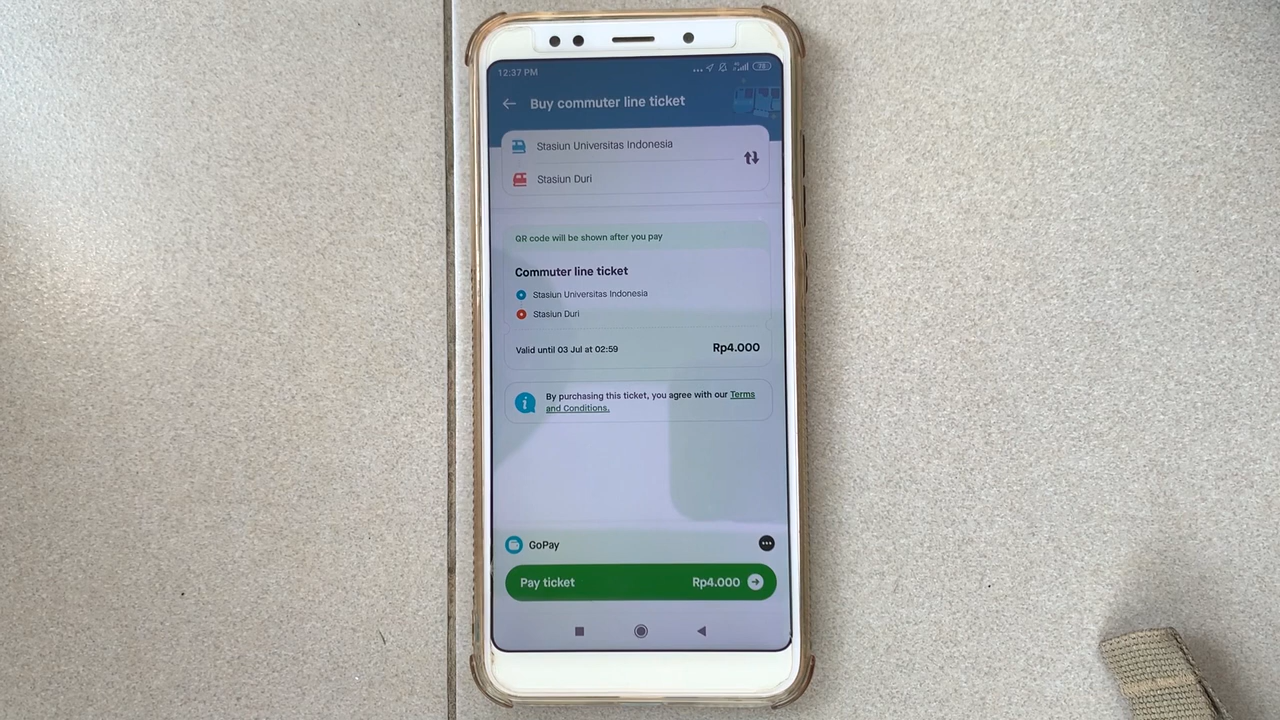 12:37 PM
78
Buy commuter line ticket
Stasiun Universitas Indonesia
Stasiun Duri
QR code will be shown after you pay
Commuter line ticket
Stasiun Universitas Indonesia
Stasiun Duri
Valid until 03 Jul at 02:59 Rp4.000
By purchasing this ticket, you agree with our Terms
and Conditions.
GoPay
Pay ticket Rp4.000